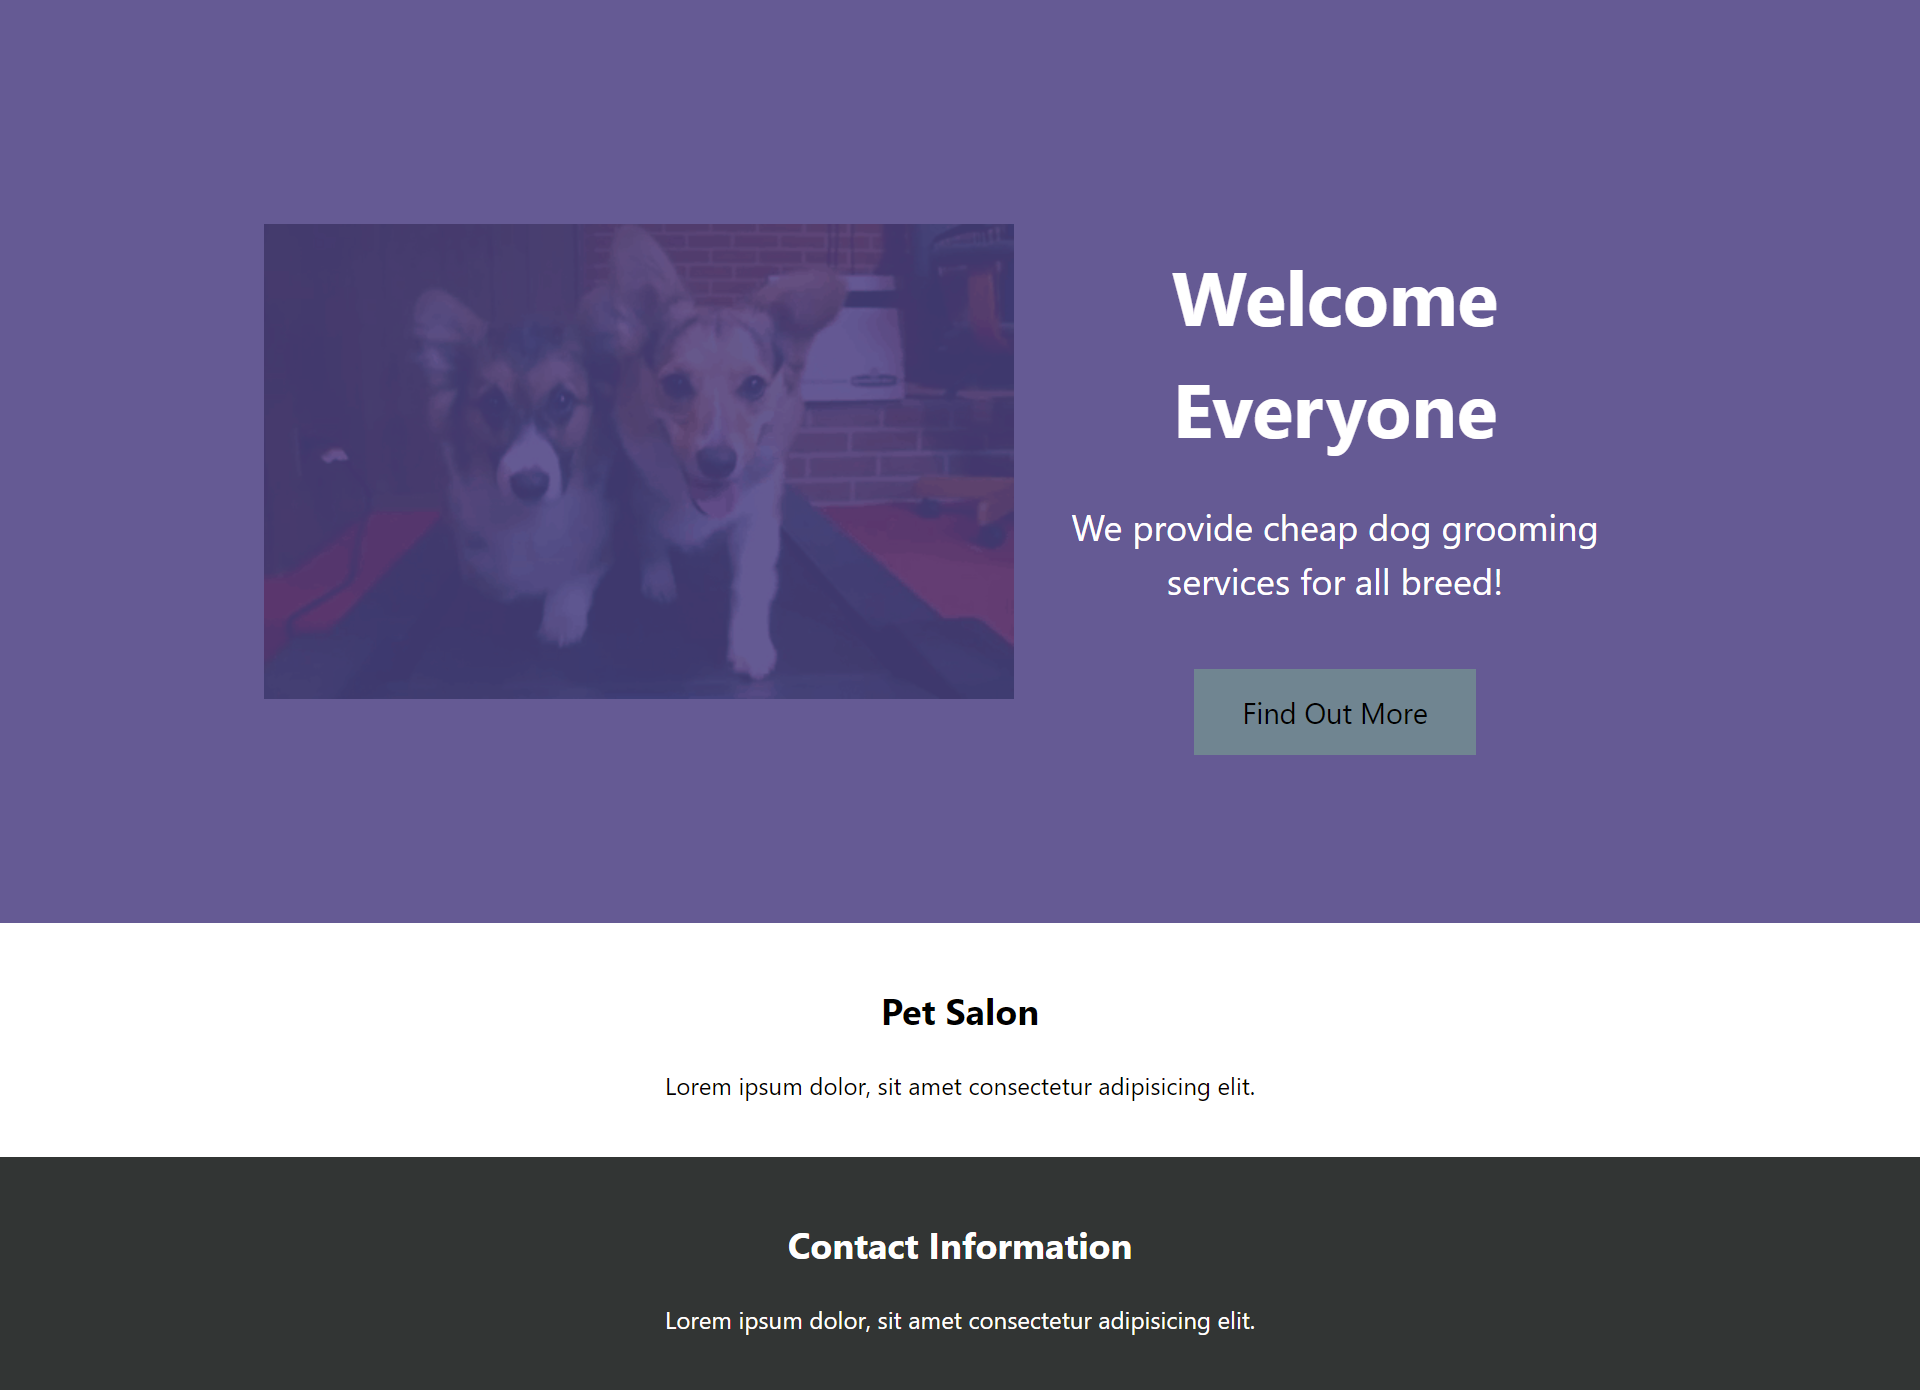 Welcome
Everyone
We provide cheap dog grooming
services for all breed!
Find Out More
Pet Salon
Lorem ipsum dolor, sit amet consectetur adipisicing elit.
Contact Information
Lorem ipsum dolor, sit amet consectetur adipisicing elit.